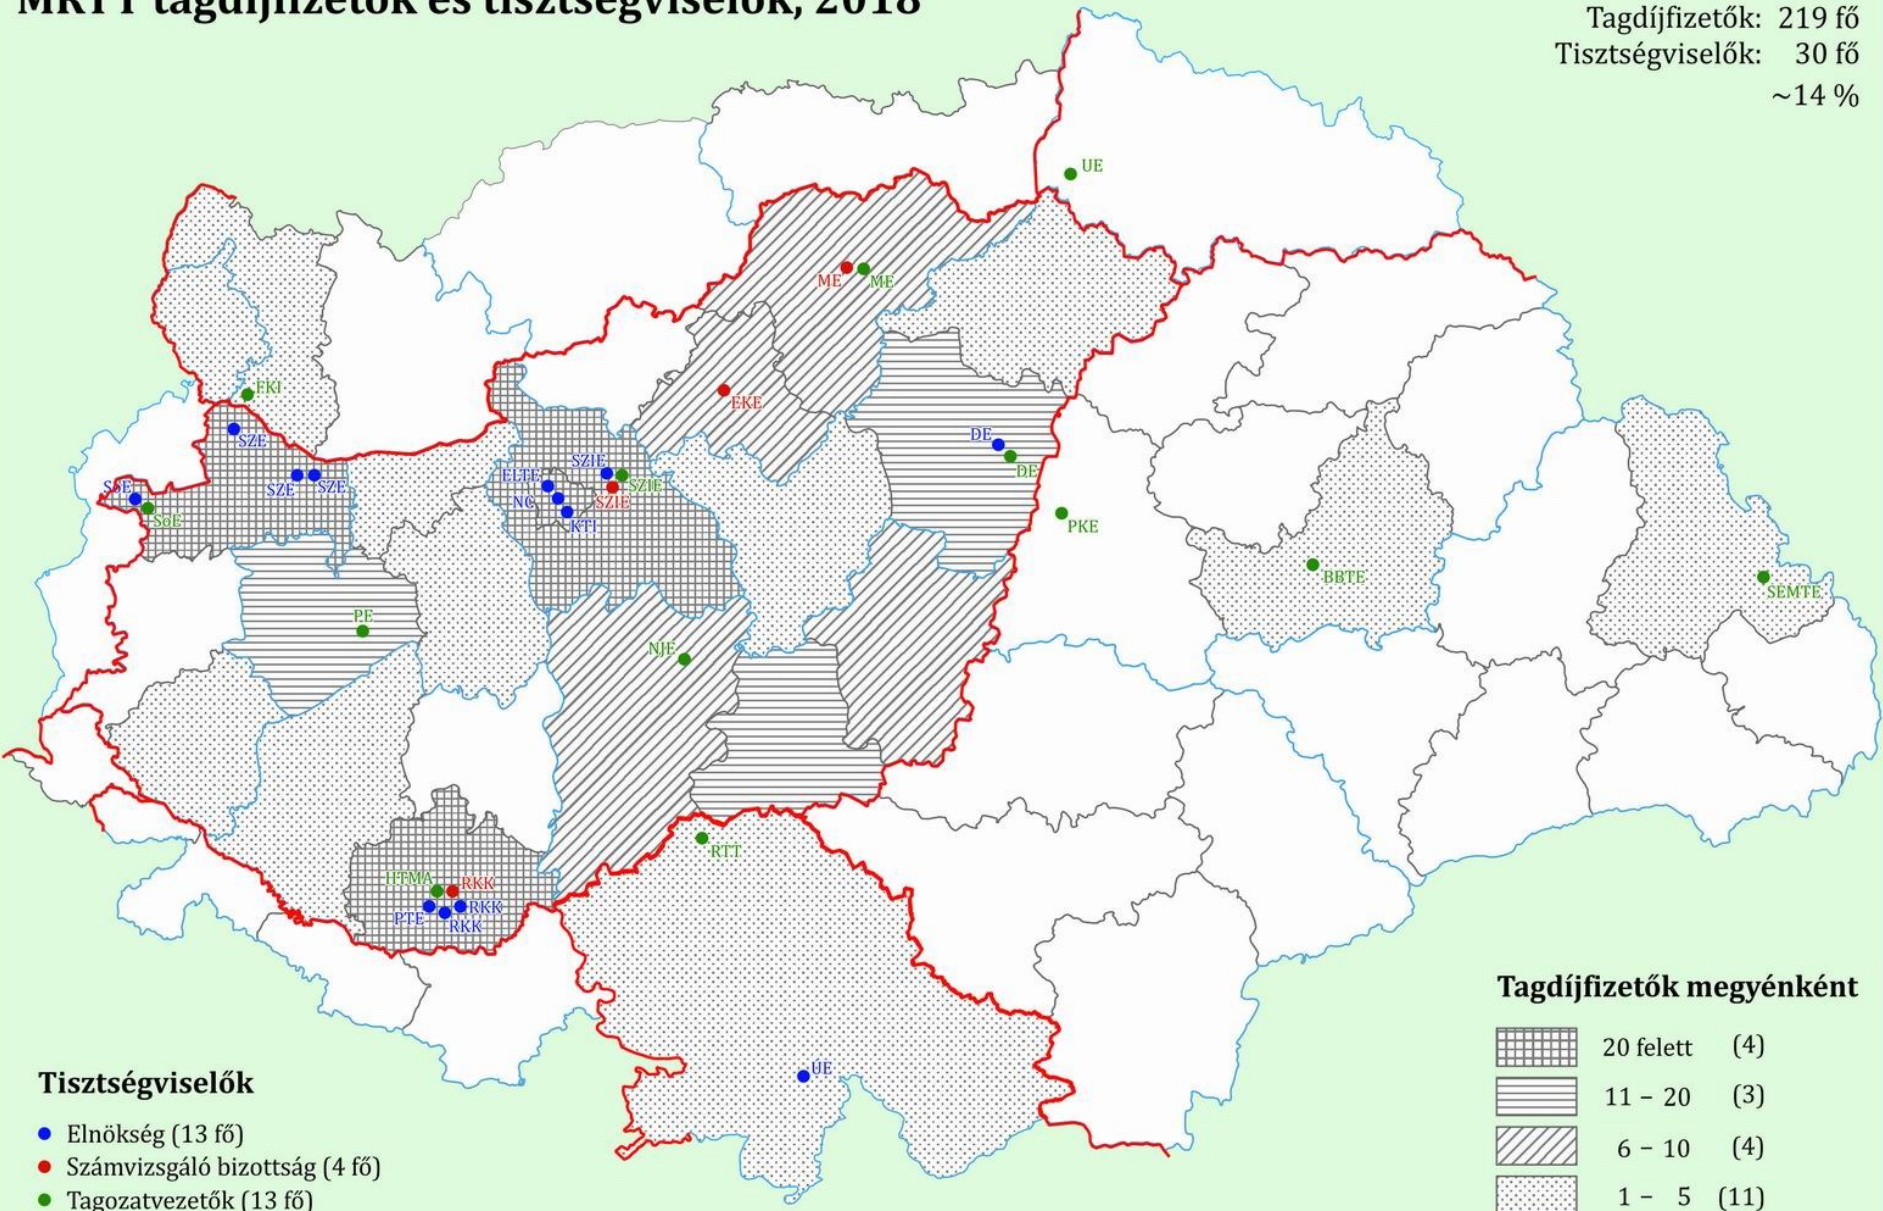 MRTT tagdíjfizetők és tisztségviselők, 2018
Tagdíjfizetők: 219 fő
Tisztségviselők: 30 fő
~14 %
UE
ME
ME
FKI
EKE
SZE
DE
DE
SZIE
ELTE
SZIE
SZE
SZE
SZIE
SoE
NC
SoE
KTI
PKE
BBTE
SEMTE
PE
NJE
RTT
HTMA
RKK
RKK
PTE
RKK
ÚE
Tagdíjfizetők megyénként
20 felett (4)
11 – 20 (3)
6 – 10 (4)
1 – 5 (11)
Tisztségviselők
Elnökség (13 fő)
Számvizsgáló bizottság (4 fő)
Tagozatvezetők (13 fő)